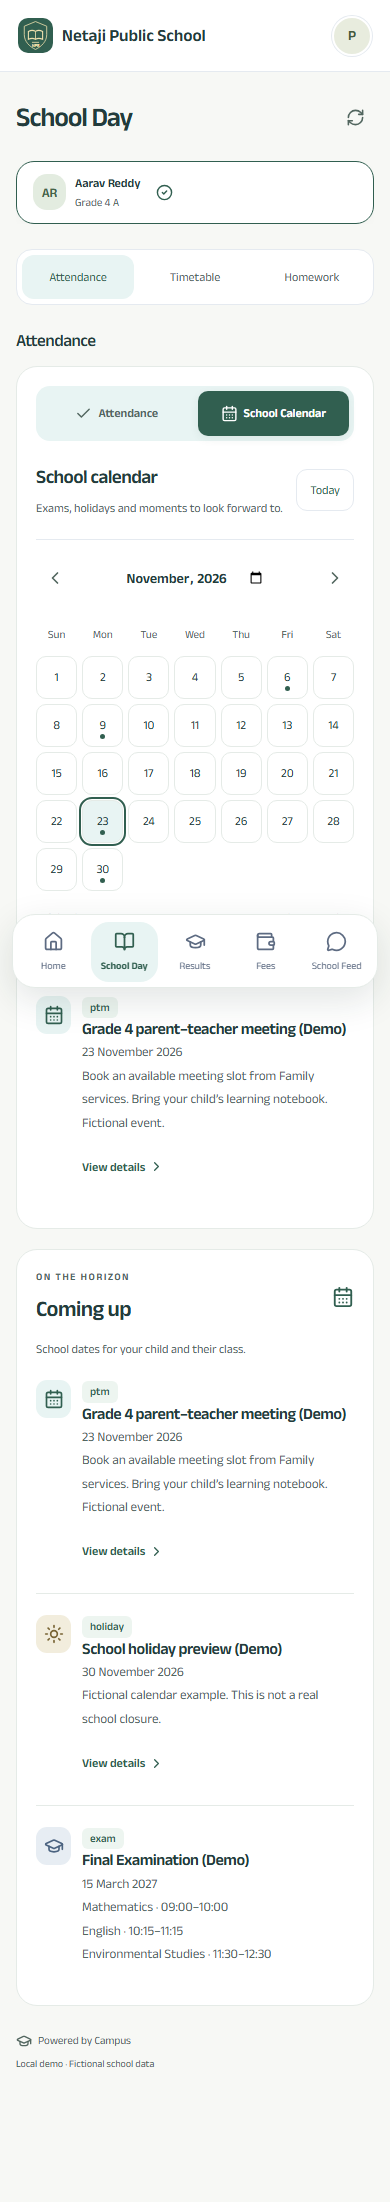 Netaji Public School
P
School Day
AR
Aarav Reddy
Grade 4 A
Attendance
Timetable
Homework
Attendance
Attendance
School Calendar
School calendar
Exams, holidays and moments to look forward to.
Today
November, 2026
Sun Mon Tue Wed Thu Fri Sat
1 2 3 4 5 6 7
8 9 10 11 12 13 14
15 16 17 18 19 20 21
22 23 24 25 26 27 28
29 30
Home
School Day
Results
Fees
School Feed
ptm
Grade 4 parent–teacher meeting (Demo)
23 November 2026
Book an available meeting slot from Family
services. Bring your child's learning notebook.
Fictional event.
View details
ON THE HORIZON
Coming up
School dates for your child and their class.
ptm
Grade 4 parent–teacher meeting (Demo)
23 November 2026
Book an available meeting slot from Family
services. Bring your child's learning notebook.
Fictional event.
View details
holiday
School holiday preview (Demo)
30 November 2026
Fictional calendar example. This is not a real
school closure.
View details
exam
Final Examination (Demo)
15 March 2027
Mathematics · 09:00–10:00
English · 10:15–11:15
Environmental Studies · 11:30–12:30
Powered by Campus
Local demo · Fictional school data